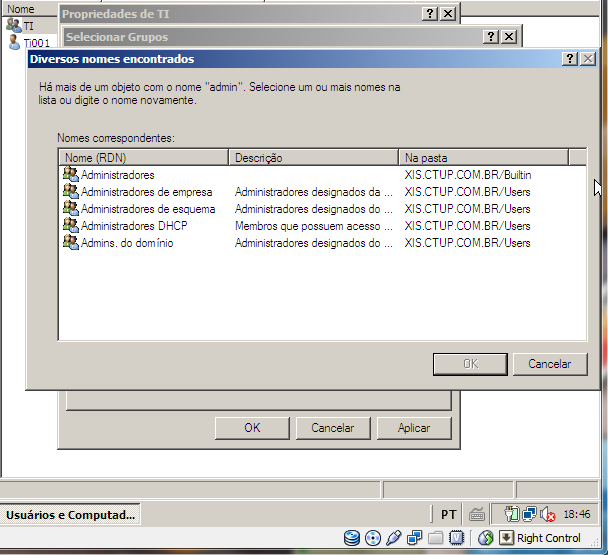 Nome
TI
Ti001
Propriedades de TI
Selecionar Grupos
Diversos nomes encontrados
Há mais de um objeto com o nome "admin". Selecione um ou mais nomes na
lista ou digite o nome novamente.
Nomes correspondentes:
Nome (RDN) Descrição Na pasta
Administradores XIS.CTUP.COM.BR/Builtin
Administradores de empresa Administradores designados da ... XIS.CTUP.COM.BR/Users
Administradores de esquema Administradores designados do ... XIS.CTUP.COM.BR/Users
Administradores DHCP Membros que possuem acesso ... XIS.CTUP.COM.BR/Users
Admins. do domínio Administradores designados do ... XIS.CTUP.COM.BR/Users
OK Cancelar
OK Cancelar Aplicar
Usuários e Computad... PT 18:46
Right Control